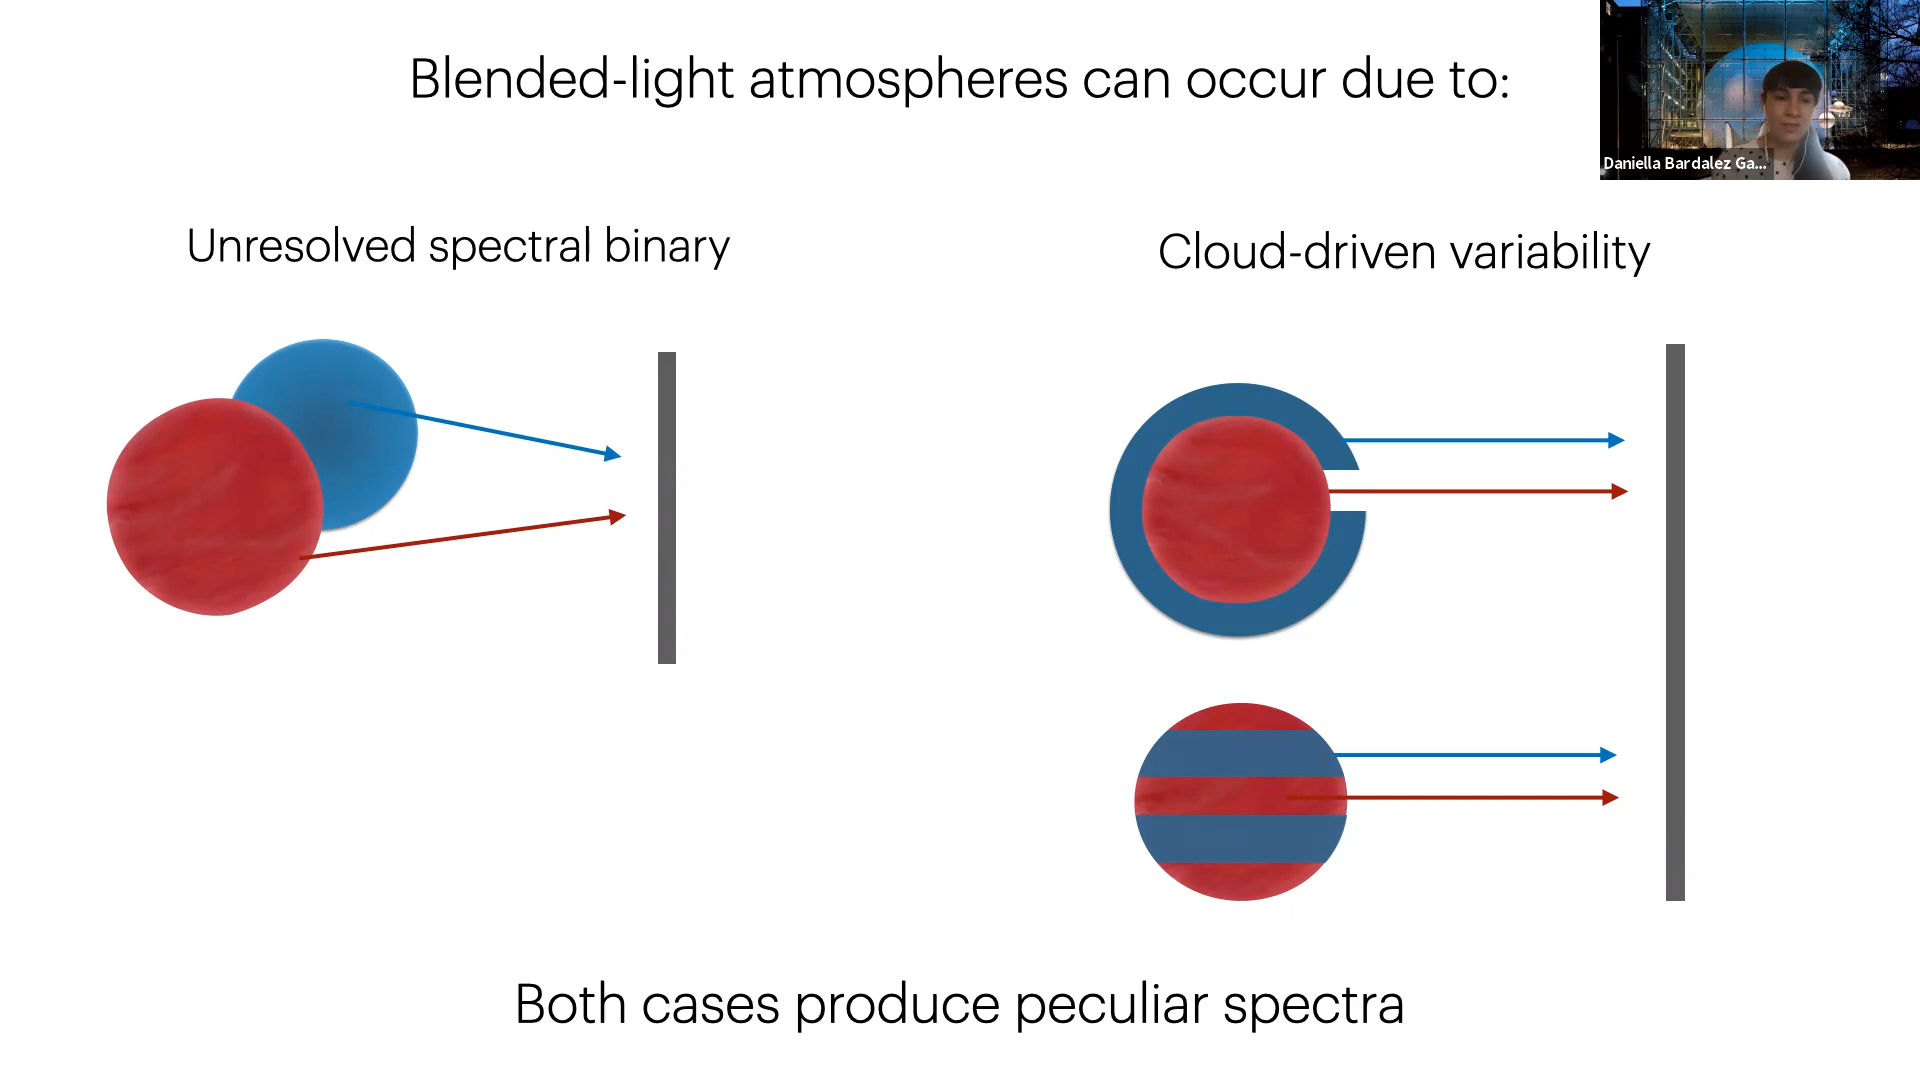 Blended-light atmospheres can occur due to:
Daniella Bardalez Ga...
Unresolved spectral binary
Cloud-driven variability
Both cases produce peculiar spectra